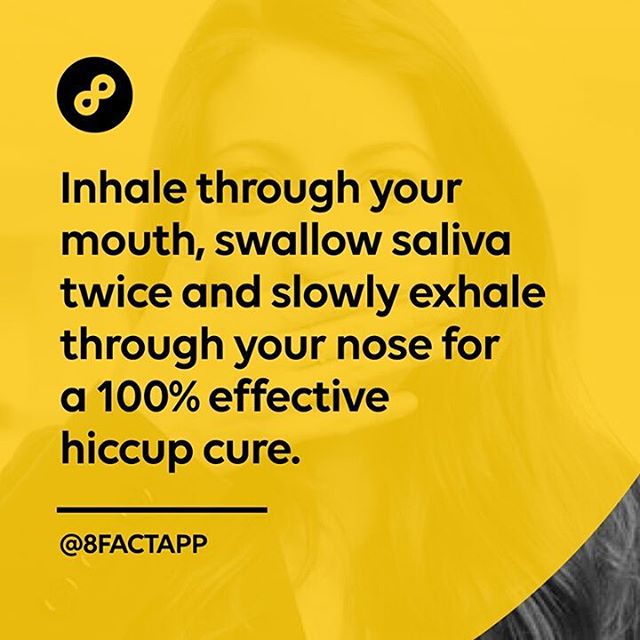 Inhale through your
mouth, swallow saliva
twice and slowly exhale
through your nose for
a 100% effective
hiccup cure.
@8FACTAPP